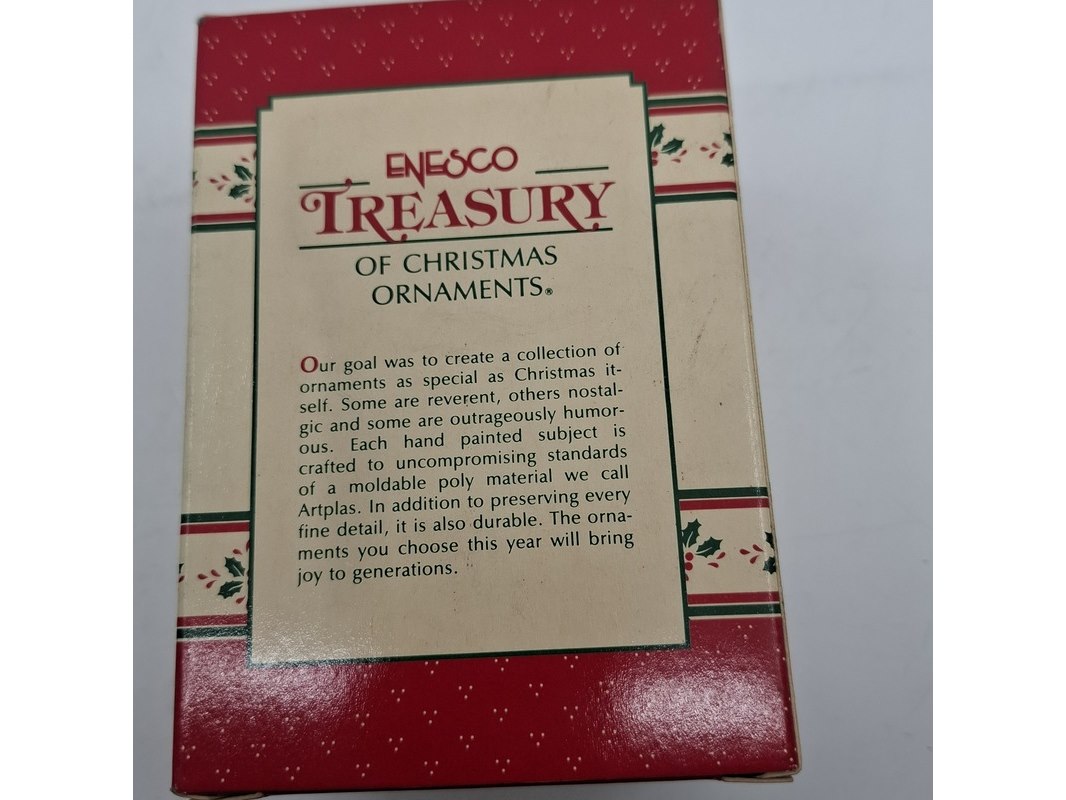 ENESCO
TREASURY
OF CHRISTMAS
ORNAMENTS®
Our goal was to create a collection of
ornaments as special as Christmas it-
self. Some are reverent, others nostal-
gic and some are outrageously humor-
ous. Each hand painted subject is
crafted to uncompromising standards
of a moldable poly material we call
Artplas. In addition to preserving every
fine detail, it is also durable. The orna-
ments you choose this year will bring
joy to generations.